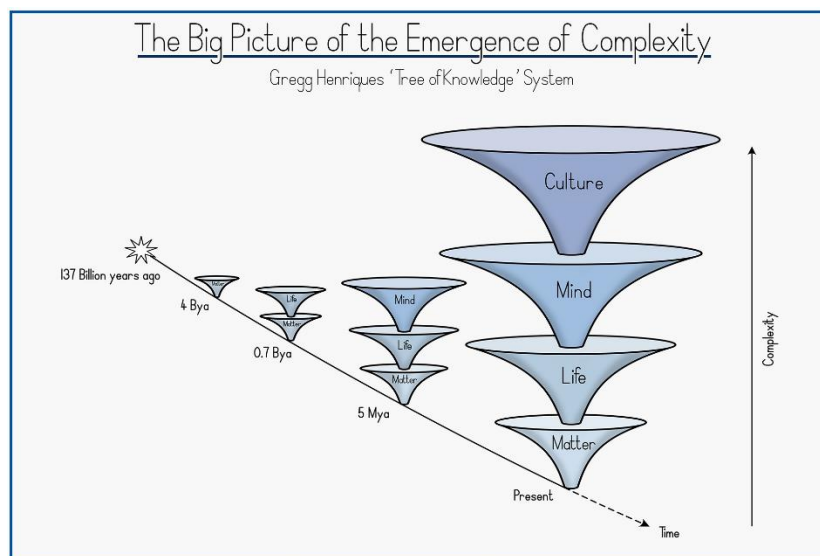 The Big Picture of the Emergence of Complexity
Gregg Henriques 'Tree of Knowledge' System
Culture
137 Billion years ago
Matter
4 Bya
Life
Matter
0.7 Bya
Mind
Life
Matter
5 Mya
Mind
Life
Matter
Present
Time
Complexity